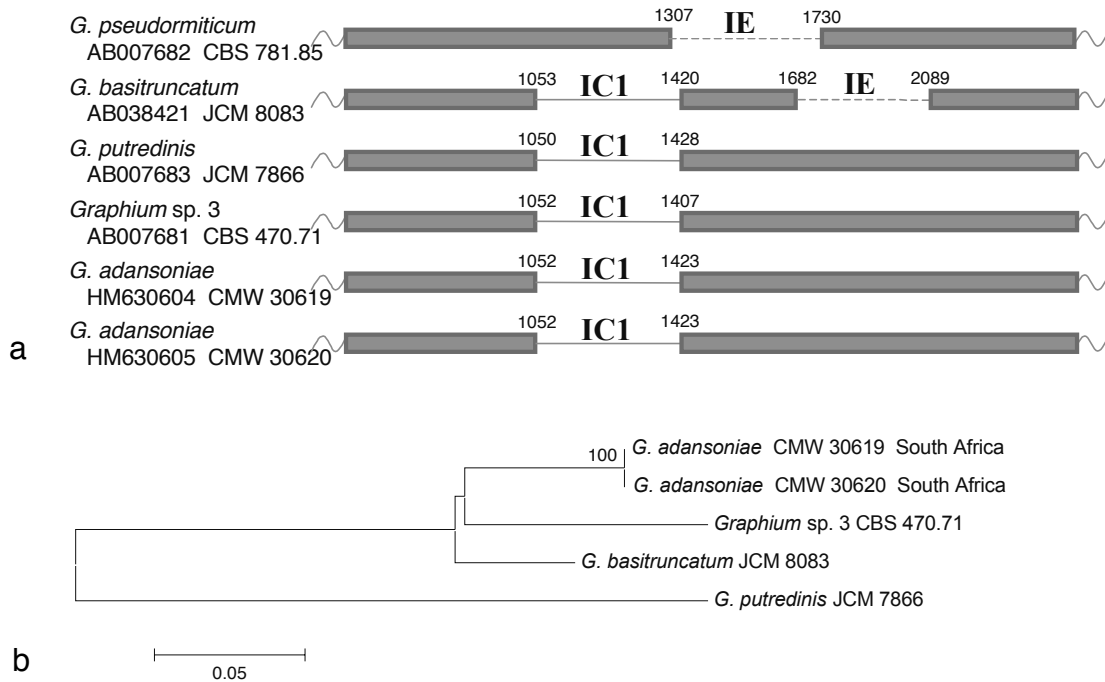 G. pseudormiticum 1307 IE 1730
AB007682 CBS 781.85
G. basitruncatum 1053 IC1 1420 1682 IE 2089
AB038421 JCM 8083
G. putredinis 1050 IC1 1428
AB007683 JCM 7866
Graphium sp. 3 1052 IC1 1407
AB007681 CBS 470.71
G. adansoniae 1052 IC1 1423
HM630604 CMW 30619
G. adansoniae 1052 IC1 1423
HM630605 CMW 30620
a
100 G. adansoniae CMW 30619 South Africa
G. adansoniae CMW 30620 South Africa
Graphium sp. 3 CBS 470.71
G. basitruncatum JCM 8083
G. putredinis JCM 7866
b
0.05